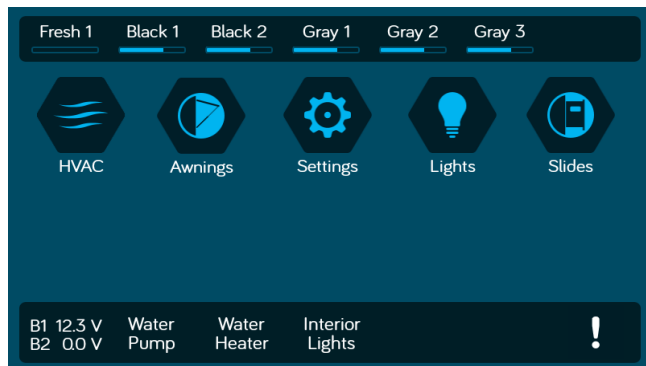 Fresh 1 Black 1 Black 2 Gray 1 Gray 2 Gray 3
HVAC Awnings Settings Lights Slides
B1 12.3 V Water Water Interior
B2 0.0 V Pump Heater Lights !